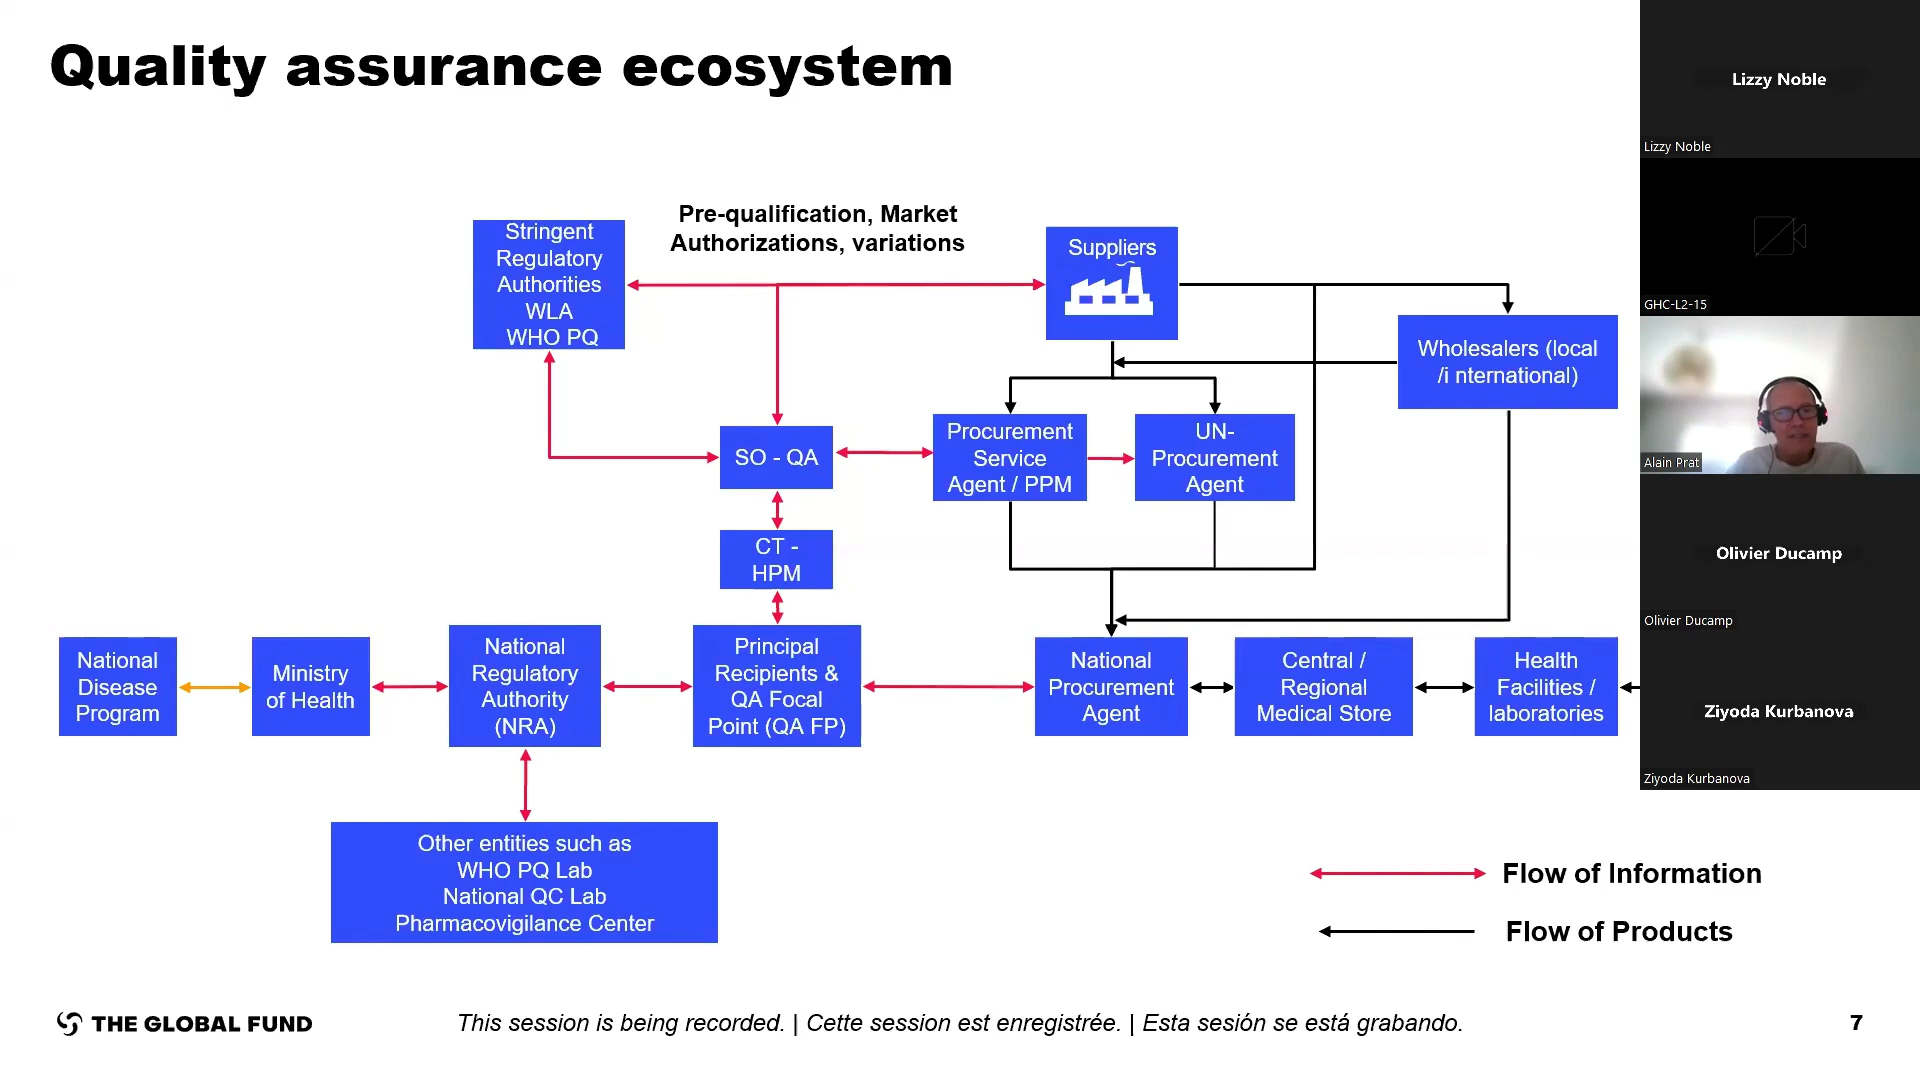 Quality assurance ecosystem
Pre-qualification, Market
Authorizations, variations
Stringent
Regulatory
Authorities
WLA
WHO PQ
Suppliers
Wholesalers (local
/i nternational)
SO - QA
Procurement
Service
Agent / PPM
UN-
Procurement
Agent
CT -
HPM
National
Disease
Program
Ministry
of Health
National
Regulatory
Authority
(NRA)
Principal
Recipients &
QA Focal
Point (QA FP)
National
Procurement
Agent
Central /
Regional
Medical Store
Health
Facilities /
laboratories
Other entities such as
WHO PQ Lab
National QC Lab
Pharmacovigilance Center
Flow of Information
Flow of Products
THE GLOBAL FUND
This session is being recorded. | Cette session est enregistrée. | Esta sesión se está grabando.
7
Lizzy Noble
Lizzy Noble
GHC-L2-15
Alain Prat
Olivier Ducamp
Olivier Ducamp
Ziyoda Kurbanova
Ziyoda Kurbanova